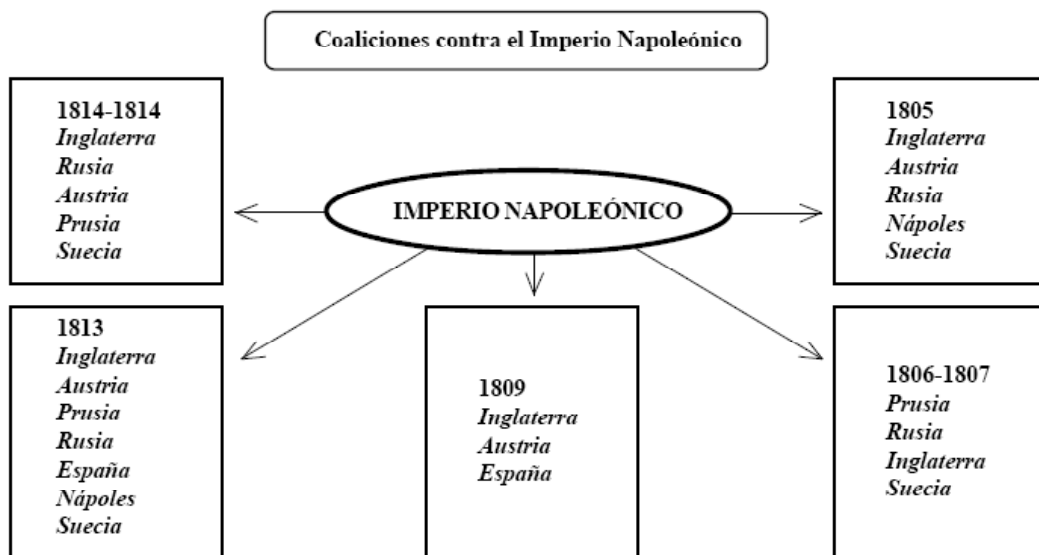 Coaliciones contra el Imperio Napoleónico
1814-1814
Inglaterra
Rusia
Austria
Prusia
Suecia
IMPERIO NAPOLEÓNICO
1805
Inglaterra
Austria
Rusia
Nápoles
Suecia
1813
Inglaterra
Austria
Prusia
Rusia
España
Nápoles
Suecia
1809
Inglaterra
Austria
España
1806-1807
Prusia
Rusia
Inglaterra
Suecia